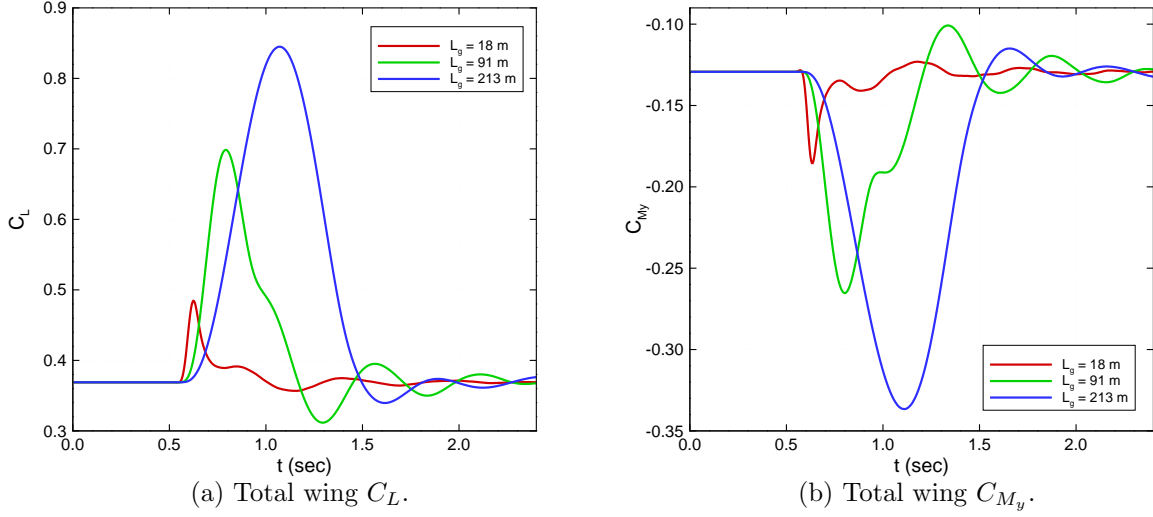 0.9
0.8
0.7
0.6
0.5
0.4
0.3
C_L
0.0 0.5 1.0 1.5 2.0
t (sec)
L_g = 18 m
L_g = 91 m
L_g = 213 m
(a) Total wing C_L.
-0.10
-0.15
-0.20
-0.25
-0.30
-0.35
C_My
0.0 0.5 1.0 1.5 2.0
t (sec)
L_g = 18 m
L_g = 91 m
L_g = 213 m
(b) Total wing C_{M_y}.